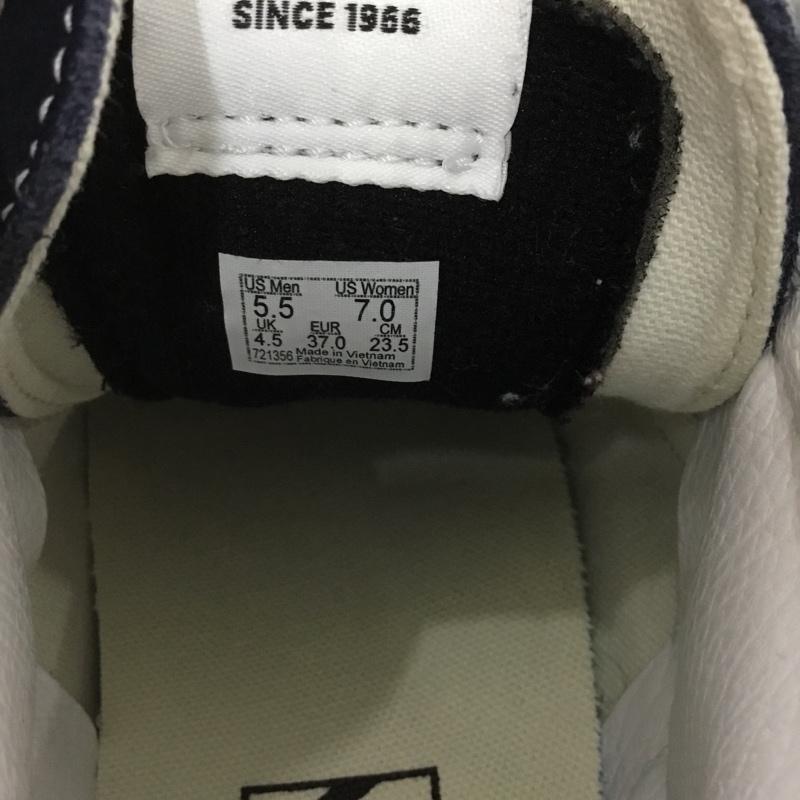 SINCE 1966
US Men US Women
5.5 7.0
UK EUR CM
4.5 37.0 23.5
721356 Made in Vietnam
Fabrique en Vietnam